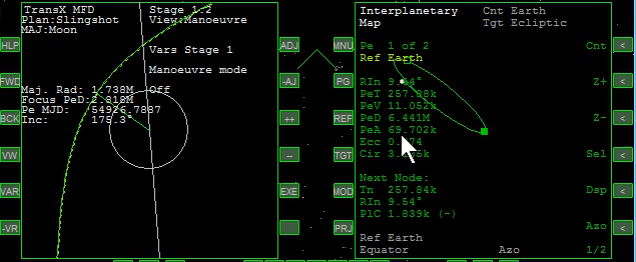 TransX MFD
Stage 1:2
Plan:Slingshot
View:Manoeuvre
MAJ:Moon
Vars Stage 1
Manoeuvre mode
Maj. Rad: 1.738M
Off
Focus PeD:2.818M
Pe MJD:
Inc: 175.3°
HLP
FWD
BCK
VW
VAR
-VR
ADJ
-AJ
++
--
EXE
MNU
PG
REF
TGT
MOD
PRJ
Interplanetary
Cnt Earth
Map
Tgt Ecliptic
Pe 1 of 2
Cnt
Ref Earth
RIn
Z+
PeT
PeV 11.052k
PeD 6.441M
Z-
PeA 69.702k
Ecc
Cir
Sel
Next Node:
Tn 257.84k
Dsp
RIn 9.54°
PlC 1.839k (-)
Azo
Ref Earth
Equator
Azo
1/2
<
<
<
<
<
<